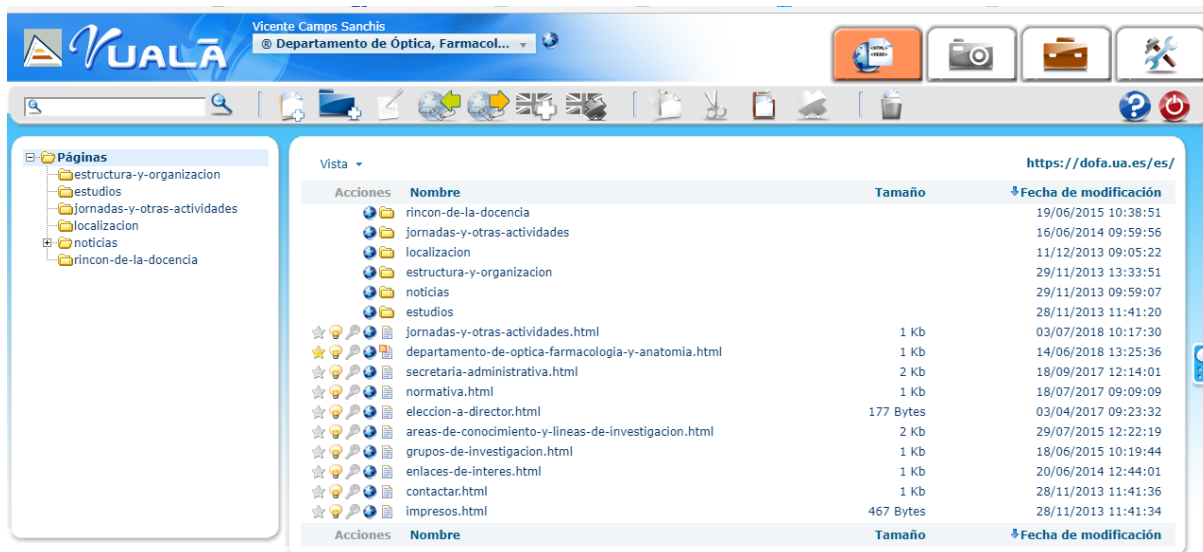 Vicente Camps Sanchis
VUALĀ
® Departamento de Óptica, Farmacol...
<HTML>
<HEAD>
Páginas
estructura-y-organizacion
estudios
jornadas-y-otras-actividades
localizacion
noticias
rincon-de-la-docencia
Vista https://dofa.ua.es/es/
Acciones Nombre Tamaño Fecha de modificación
rincon-de-la-docencia 19/06/2015 10:38:51
jornadas-y-otras-actividades 16/06/2014 09:59:56
localizacion 11/12/2013 09:05:22
estructura-y-organizacion 29/11/2013 13:33:51
noticias 29/11/2013 09:59:07
estudios 28/11/2013 11:41:20
jornadas-y-otras-actividades.html 1 Kb 03/07/2018 10:17:30
departamento-de-optica-farmacologia-y-anatomia.html 1 Kb 14/06/2018 13:25:36
secretaria-administrativa.html 2 Kb 18/09/2017 12:14:01
normativa.html 1 Kb 18/07/2017 09:09:09
eleccion-a-director.html 177 Bytes 03/04/2017 09:23:32
areas-de-conocimiento-y-lineas-de-investigacion.html 2 Kb 29/07/2015 12:22:19
grupos-de-investigacion.html 1 Kb 18/06/2015 10:19:44
enlaces-de-interes.html 1 Kb 20/06/2014 12:44:01
contactar.html 1 Kb 28/11/2013 11:41:36
impresos.html 467 Bytes 28/11/2013 11:41:34
Acciones Nombre Tamaño Fecha de modificación